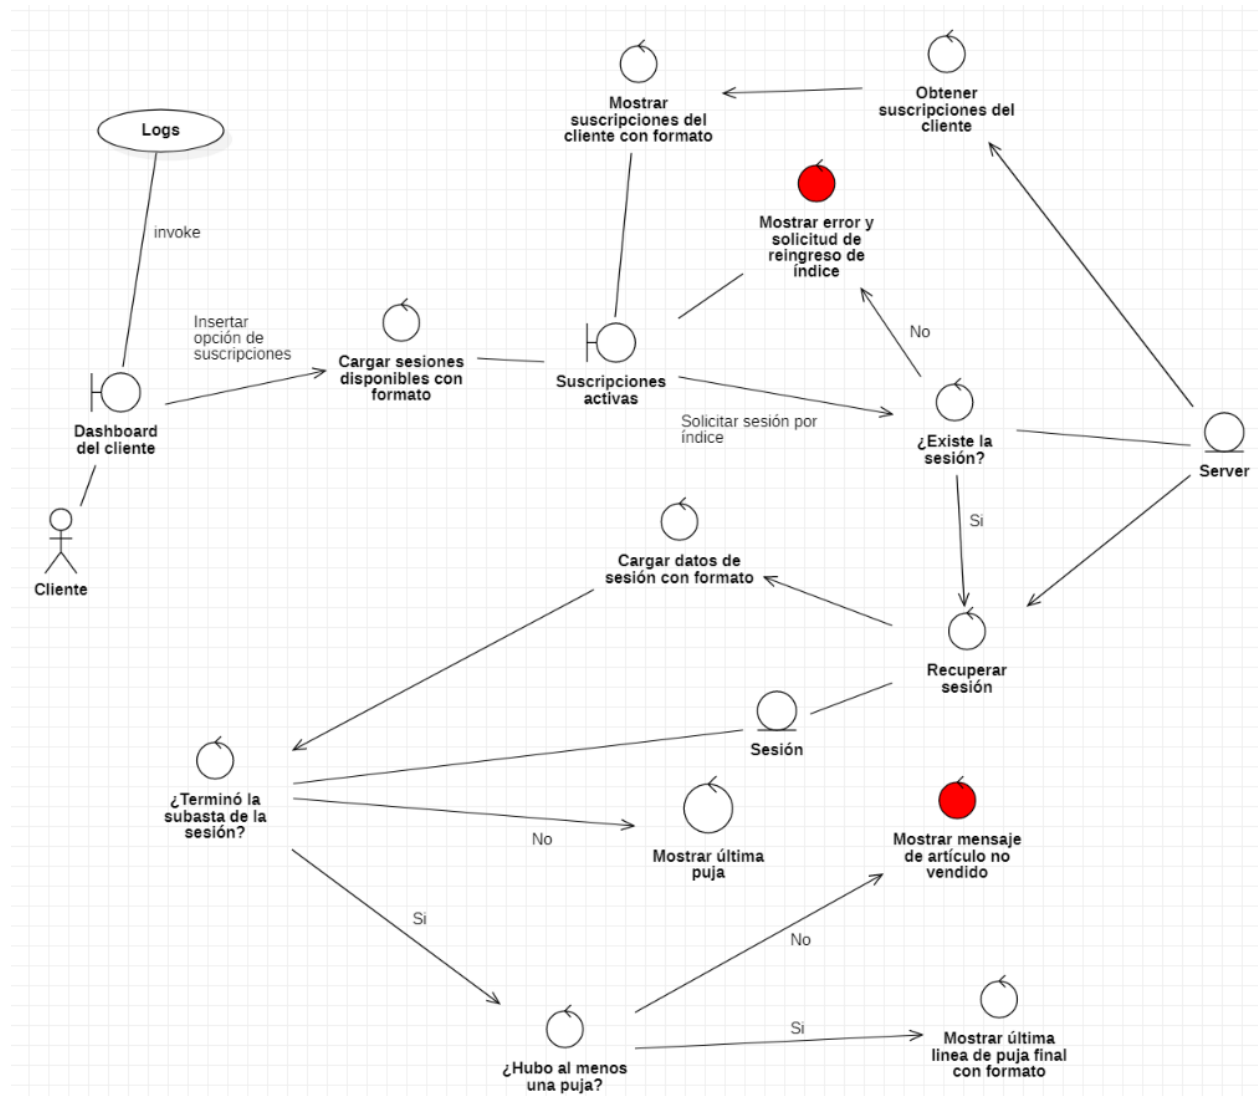 Obtener
suscripciones del
cliente
Mostrar
suscripciones del
cliente con formato
Logs
invoke
Mostrar error y
solicitud de
reingreso de
índice
Insertar
opción de
suscripciones
No
Cargar sesiones
disponibles con
formato
Suscripciones
activas
Solicitar sesión por
índice
Dashboard
del cliente
¿Existe la
sesión?
Server
Si
Cliente
Cargar datos de
sesión con formato
Recuperar
sesión
Sesión
¿Terminó la
subasta de la
sesión?
No
Mostrar última
puja
Mostrar mensaje
de artículo no
vendido
Si
No
Si
¿Hubo al menos
una puja?
Mostrar última
linea de puja final
con formato